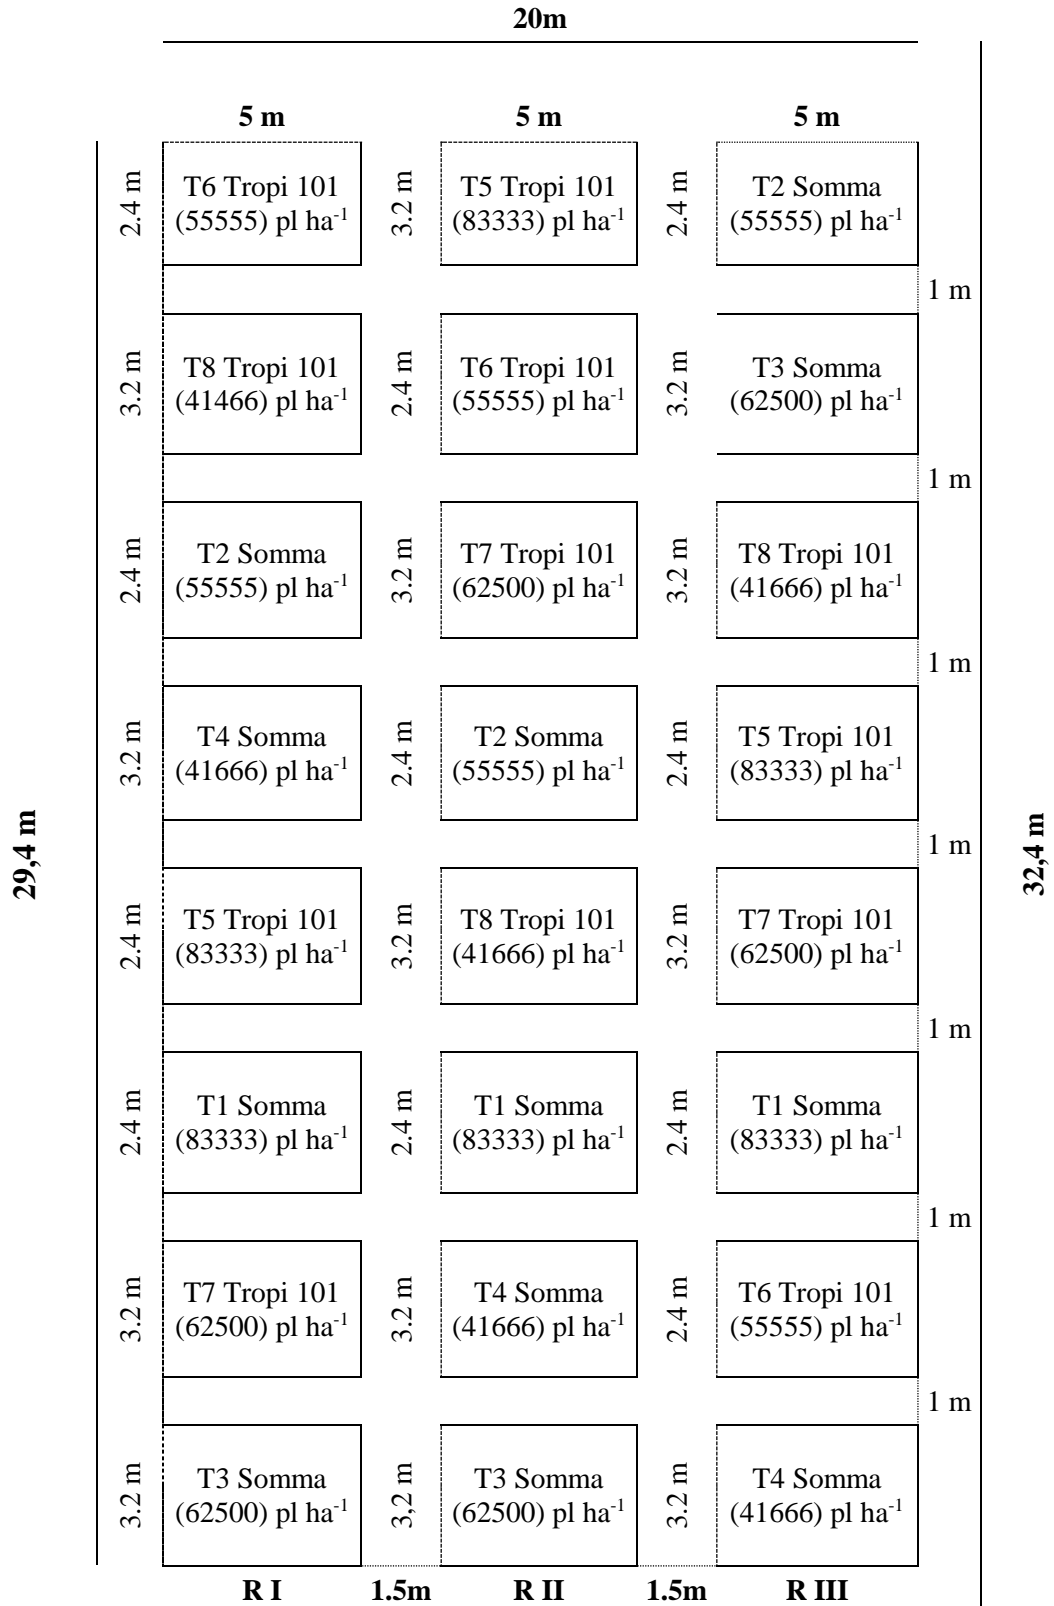 20m
5 m 5 m 5 m
2.4 m
T6 Tropi 101
(55555) pl ha⁻¹
3.2 m
T5 Tropi 101
(83333) pl ha⁻¹
2.4 m
T2 Somma
(55555) pl ha⁻¹
1 m
3.2 m
T8 Tropi 101
(41466) pl ha⁻¹
2.4 m
T6 Tropi 101
(55555) pl ha⁻¹
3.2 m
T3 Somma
(62500) pl ha⁻¹
1 m
2.4 m
T2 Somma
(55555) pl ha⁻¹
3.2 m
T7 Tropi 101
(62500) pl ha⁻¹
3.2 m
T8 Tropi 101
(41666) pl ha⁻¹
1 m
3.2 m
T4 Somma
(41666) pl ha⁻¹
2.4 m
T2 Somma
(55555) pl ha⁻¹
2.4 m
T5 Tropi 101
(83333) pl ha⁻¹
29,4 m
1 m
32,4 m
2.4 m
T5 Tropi 101
(83333) pl ha⁻¹
3.2 m
T8 Tropi 101
(41666) pl ha⁻¹
3.2 m
T7 Tropi 101
(62500) pl ha⁻¹
1 m
2.4 m
T1 Somma
(83333) pl ha⁻¹
2.4 m
T1 Somma
(83333) pl ha⁻¹
2.4 m
T1 Somma
(83333) pl ha⁻¹
1 m
3.2 m
T7 Tropi 101
(62500) pl ha⁻¹
3.2 m
T4 Somma
(41666) pl ha⁻¹
2.4 m
T6 Tropi 101
(55555) pl ha⁻¹
1 m
3.2 m
T3 Somma
(62500) pl ha⁻¹
3,2 m
T3 Somma
(62500) pl ha⁻¹
3.2 m
T4 Somma
(41666) pl ha⁻¹
R I 1.5m R II 1.5m R III